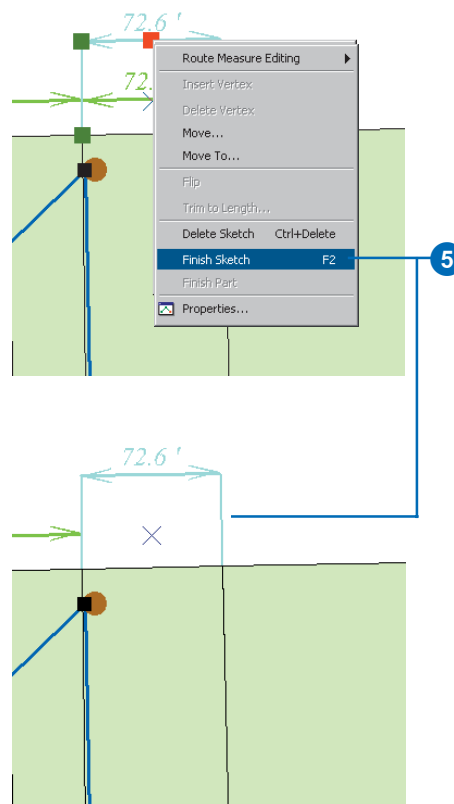 72.6 '
72.
Route Measure Editing
Insert Vertex
Delete Vertex
Move...
Move To...
Flip
Trim to Length...
Delete Sketch Ctrl+Delete
Finish Sketch F2
Finish Part
Properties...
5
72.6 '